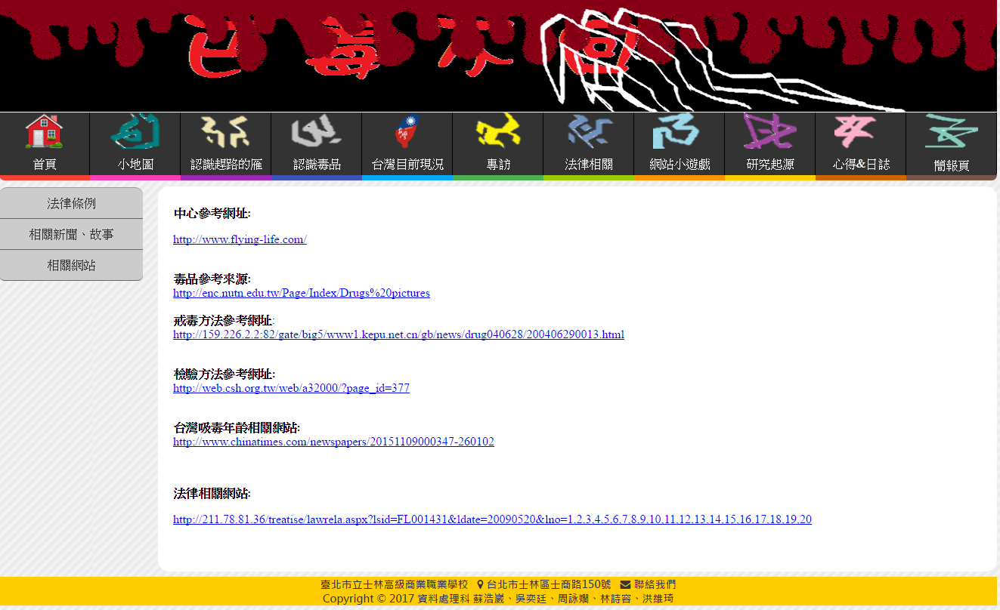 已毒不回
首頁
小地圖
認識趕路的雁
認識毒品
台灣目前現況
專訪
法律相關
網站小遊戲
研究起源
心得&日誌
簡報頁
法律條例
相關新聞、故事
相關網站
中心參考網址:
http://www.flying-life.com/
毒品參考來源:
http://enc.nutn.edu.tw/Page/Index/Drugs%20pictures
戒毒方法參考網址:
http://159.226.2.2:82/gate/big5/www1.kepu.net.cn/gb/news/drug040628/200406290013.html
檢驗方法參考網址:
http://web.csh.org.tw/web/a32000/?page_id=377
台灣吸毒年齡相關網站:
http://www.chinatimes.com/newspapers/20151109000347-260102
法律相關網站:
http://211.78.81.36/treatise/lawrela.aspx?lsid=FL001431&ldate=20090520&lno=1,2,3,4,5,6,7,8,9,10,11,12,13,14,15,16,17,18,19,20
臺北市立士林高級商業職業學校 台北市士林區士商路150號 聯絡我們
Copyright © 2017 資料處理科 蘇浩崴、吳奕廷、周詠嫻、林詩容、洪維琦